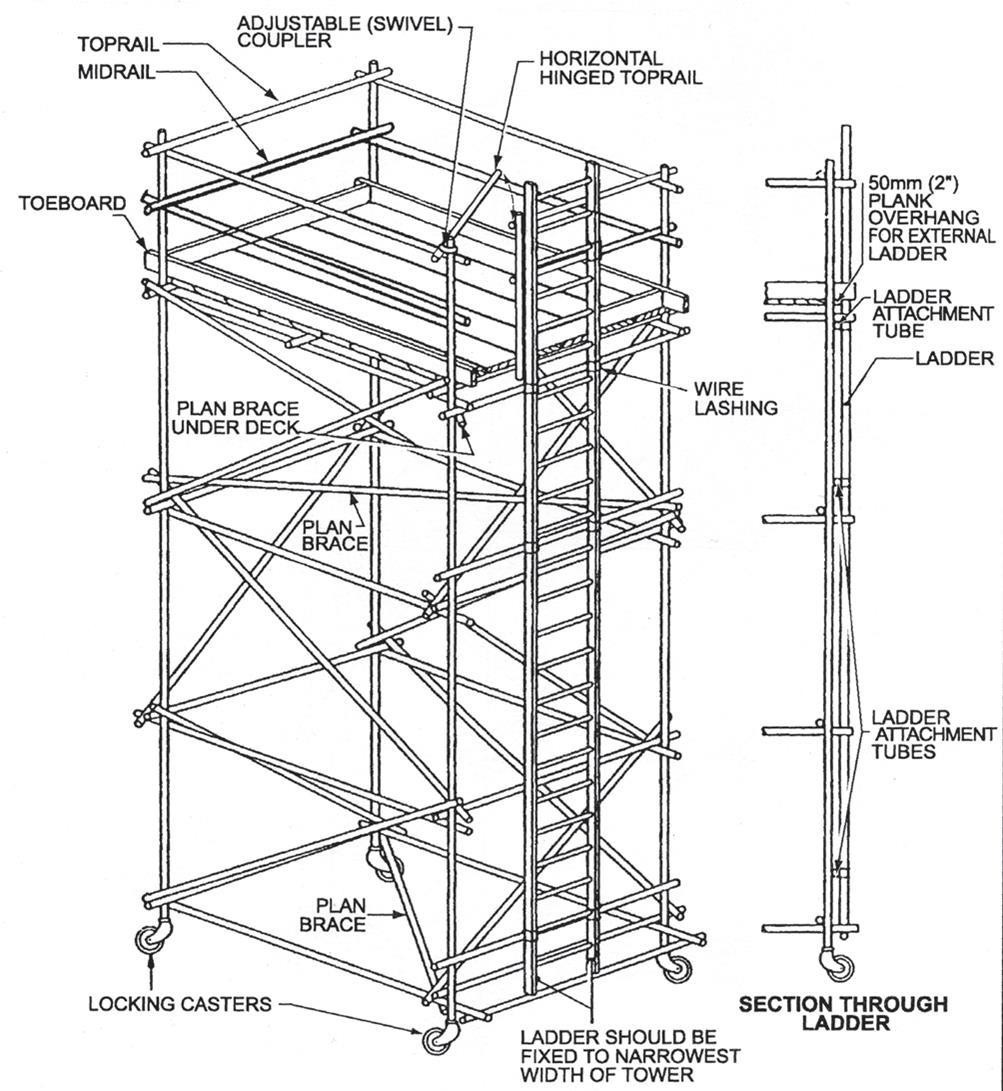 ADJUSTABLE (SWIVEL)
COUPLER
TOPRAIL
MIDRAIL
HORIZONTAL
HINGED TOPRAIL
TOEBOARD
50mm (2")
PLANK
OVERHANG
FOR EXTERNAL
LADDER
LADDER
ATTACHMENT
TUBE
LADDER
WIRE
LASHING
PLAN BRACE
UNDER DECK
PLAN
BRACE
LADDER
ATTACHMENT
TUBES
PLAN
BRACE
LOCKING CASTERS
SECTION THROUGH
LADDER
LADDER SHOULD BE
FIXED TO NARROWEST
WIDTH OF TOWER